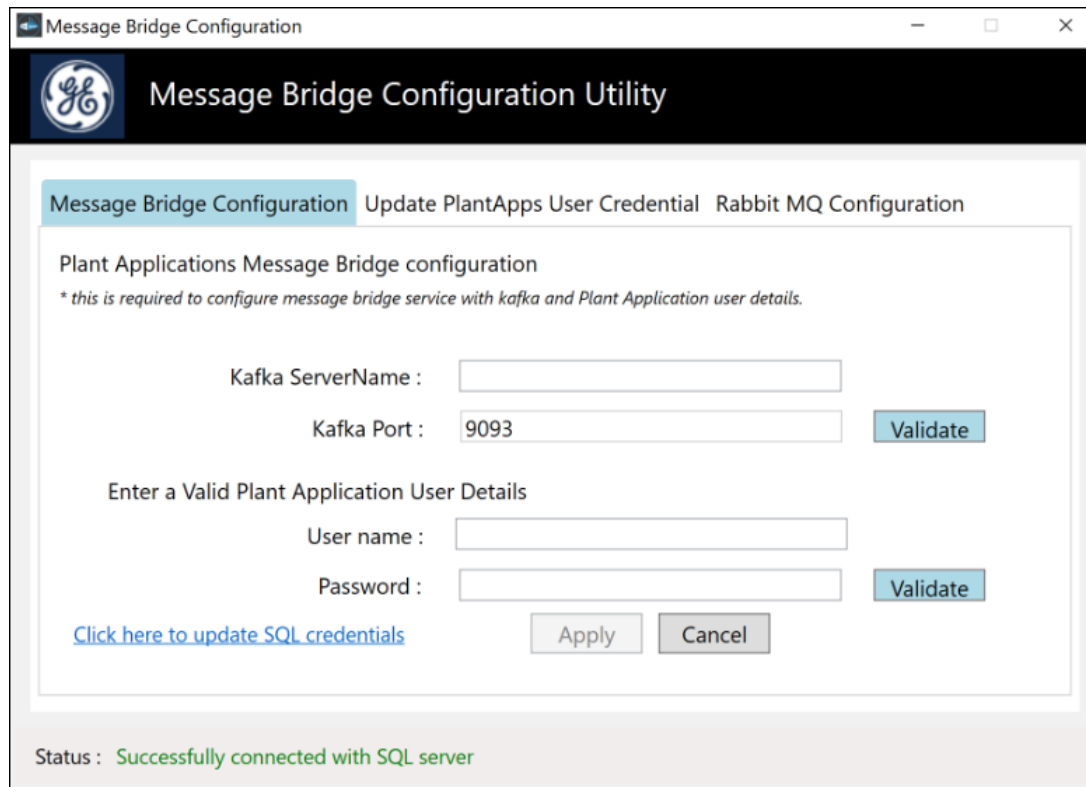 Message Bridge Configuration
GE
Message Bridge Configuration Utility
Message Bridge Configuration Update PlantApps User Credential Rabbit MQ Configuration
Plant Applications Message Bridge configuration
* this is required to configure message bridge service with kafka and Plant Application user details.
Kafka ServerName :
Kafka Port : 9093 Validate
Enter a Valid Plant Application User Details
User name :
Password : Validate
Click here to update SQL credentials Apply Cancel
Status : Successfully connected with SQL server